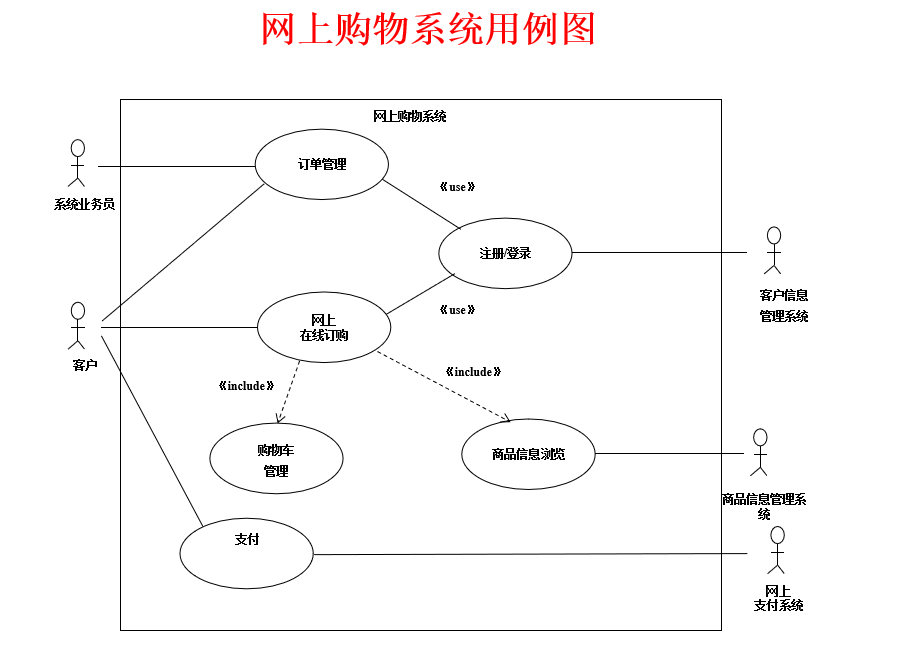 网上购物系统用例图
网上购物系统
订单管理
《use》
系统业务员
注册/登录
客户信息
管理系统
《use》
网上
在线订购
客户
《include》
《include》
购物车
管理
商品信息浏览
商品信息管理系
统
支付
网上
支付系统